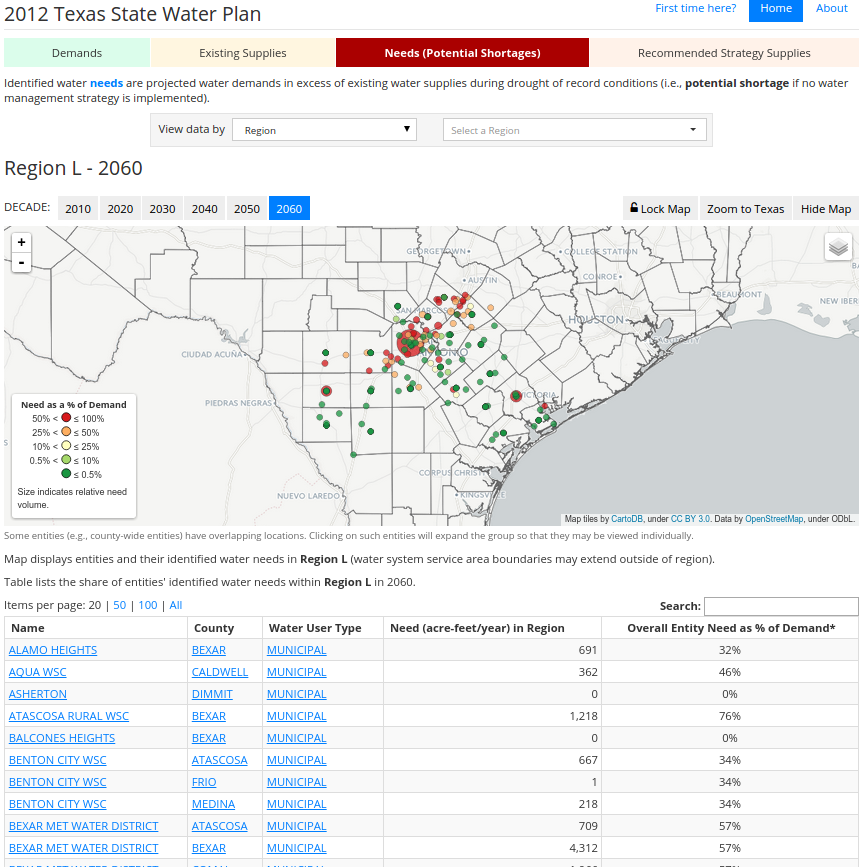 2012 Texas State Water Plan
First time here?
Home
About
Demands
Existing Supplies
Needs (Potential Shortages)
Recommended Strategy Supplies
Identified water needs are projected water demands in excess of existing water supplies during drought of record conditions (i.e., potential shortage if no water
management strategy is implemented).
View data by
Region
Select a Region
Region L - 2060
DECADE:
2010
2020
2030
2040
2050
2060
Lock Map
Zoom to Texas
Hide Map
+
-
GEORGETOWN
COLLEGE STATION
AUSTIN
CONROE
BEAUMONT
NEW IBER
HOUSTON
CIUDAD ACUÑA
PIEDRAS NEGRAS
CORPUS CHRISTI
NUEVO LAREDO
KINGSVILLE
Need as a % of Demand
50% < ≤ 100%
25% < ≤ 50%
10% < ≤ 25%
0.5% < ≤ 10%
≤ 0.5%
Size indicates relative need
volume.
Map tiles by CartoDB, under CC BY 3.0. Data by OpenStreetMap, under ODbL.
Some entities (e.g., county-wide entities) have overlapping locations. Clicking on such entities will expand the group so that they may be viewed individually.
Map displays entities and their identified water needs in Region L (water system service area boundaries may extend outside of region).
Table lists the share of entities' identified water needs within Region L in 2060.
Items per page: 20 | 50 | 100 | All
Search:
Name County Water User Type Need (acre-feet/year) in Region Overall Entity Need as % of Demand*
ALAMO HEIGHTS BEXAR MUNICIPAL 691 32%
AQUA WSC CALDWELL MUNICIPAL 362 46%
ASHERTON DIMMIT MUNICIPAL 0 0%
ATASCOSA RURAL WSC BEXAR MUNICIPAL 1,218 76%
BALCONES HEIGHTS BEXAR MUNICIPAL 0 0%
BENTON CITY WSC ATASCOSA MUNICIPAL 667 34%
BENTON CITY WSC FRIO MUNICIPAL 1 34%
BENTON CITY WSC MEDINA MUNICIPAL 218 34%
BEXAR MET WATER DISTRICT ATASCOSA MUNICIPAL 709 57%
BEXAR MET WATER DISTRICT BEXAR MUNICIPAL 4,312 57%